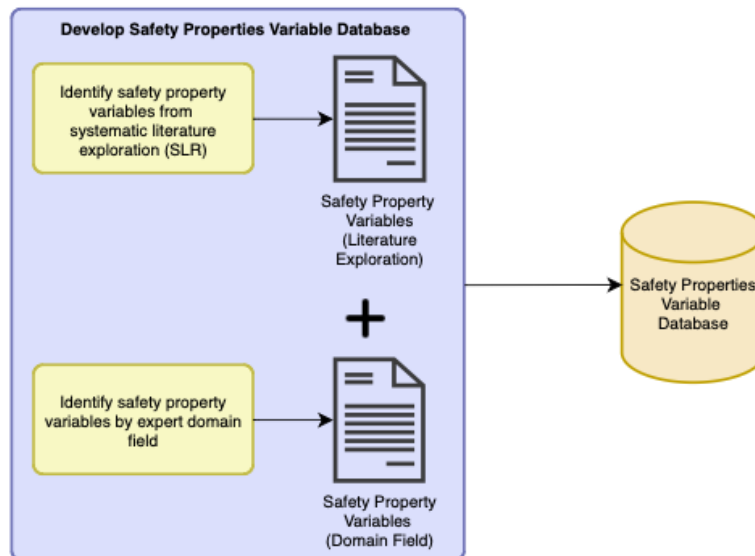 Develop Safety Properties Variable Database
Identify safety property
variables from
systematic literature
exploration (SLR)
Safety Property
Variables
(Literature
Exploration)
Safety Properties
Variable
Database
+
Identify safety property
variables by expert domain
field
Safety Property
Variables
(Domain Field)